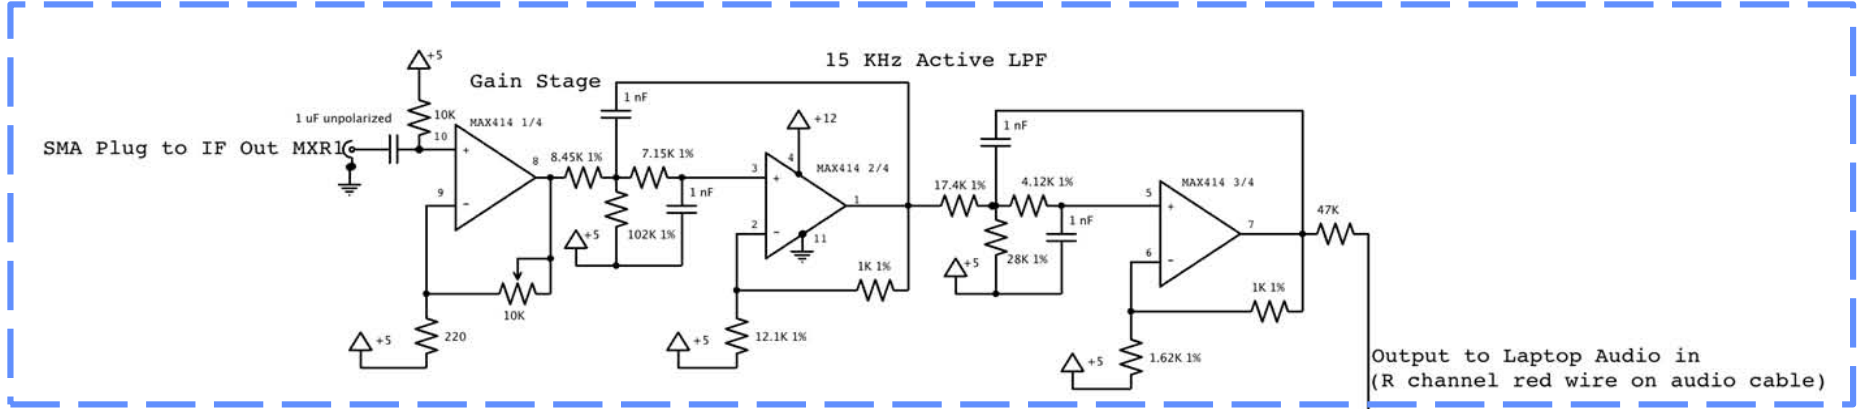 15 KHz Active LPF
+5
Gain Stage
1 nF
1 uF unpolarized
10K
MAX414 1/4
+12
1 nF
10
SMA Plug to IF Out MXR1
+
8
8.45K 1%
7.15K 1%
4
3
MAX414 2/4
+
17.4K 1%
4.12K 1%
MAX414 3/4
9
-
1 nF
1
5
+
47K
+5
102K 1%
2
-
11
1 nF
7
+5
28K 1%
6
-
1K 1%
1K 1%
10K
+5
220
+5
12.1K 1%
+5
1.62K 1%
Output to Laptop Audio in
(R channel red wire on audio cable)